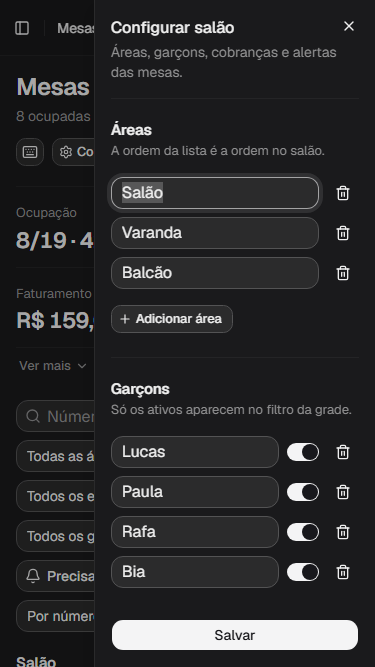 Mesas
Configurar salão
Áreas, garçons, cobranças e alertas
das mesas.
Mesas
8 ocupadas
Co
Áreas
A ordem da lista é a ordem no salão.
Salão
Varanda
Balcão
Adicionar área
Ocupação
8/19 · 4
Faturamento
R$ 159,
Ver mais
Garçons
Só os ativos aparecem no filtro da grade.
Lucas
Paula
Rafa
Bia
Salvar
Númer
Todas as á
Todos os e
Todos os g
Precisa
Por númer
Salão